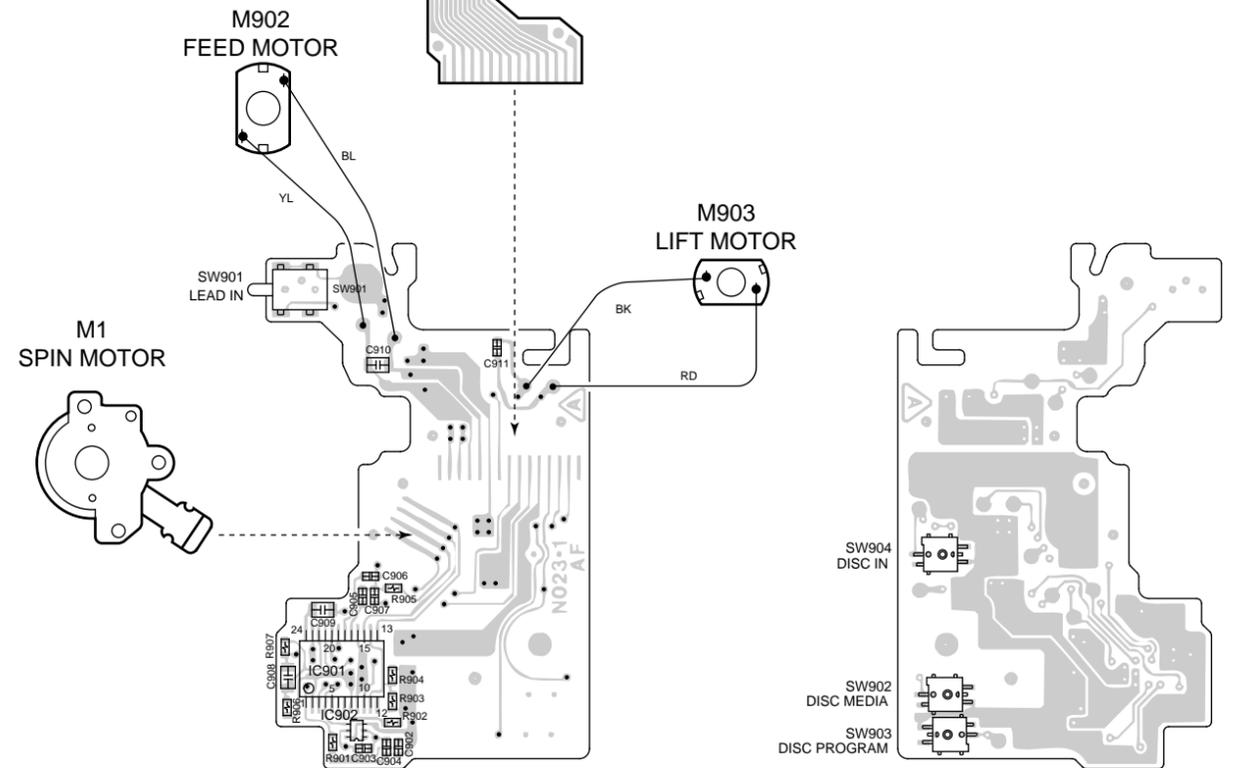 M902
FEED MOTOR
BL
YL
M903
LIFT MOTOR
SW901
LEAD IN
SW901
BK
M1
SPIN MOTOR
C910
C911
RD
A
A
SW904
DISC IN
N023-1
AF
C906
C905
C907
R905
C909
24
13
R907
20
15
IC901
C908
R904
5
10
R903
R906
1
12
IC902
R902
SW902
DISC MEDIA
SW903
DISC PROGRAM
R901
C903
C904
C902